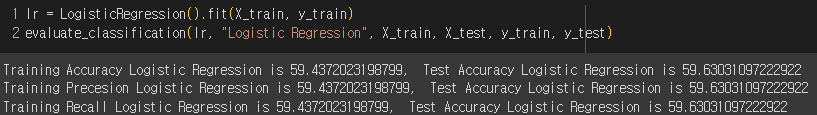 1 lr = LogisticRegression().fit(X_train, y_train)
2 evaluate_classification(lr, "Logistic Regression", X_train, X_test, y_train, y_test)
Training Accuracy Logistic Regression is 59.4372023198799, Test Accuracy Logistic Regression is 59.63031097222922
Training Precesion Logistic Regression is 59.4372023198799, Test Accuracy Logistic Regression is 59.63031097222922
Training Recall Logistic Regression is 59.4372023198799, Test Accuracy Logistic Regression is 59.63031097222922